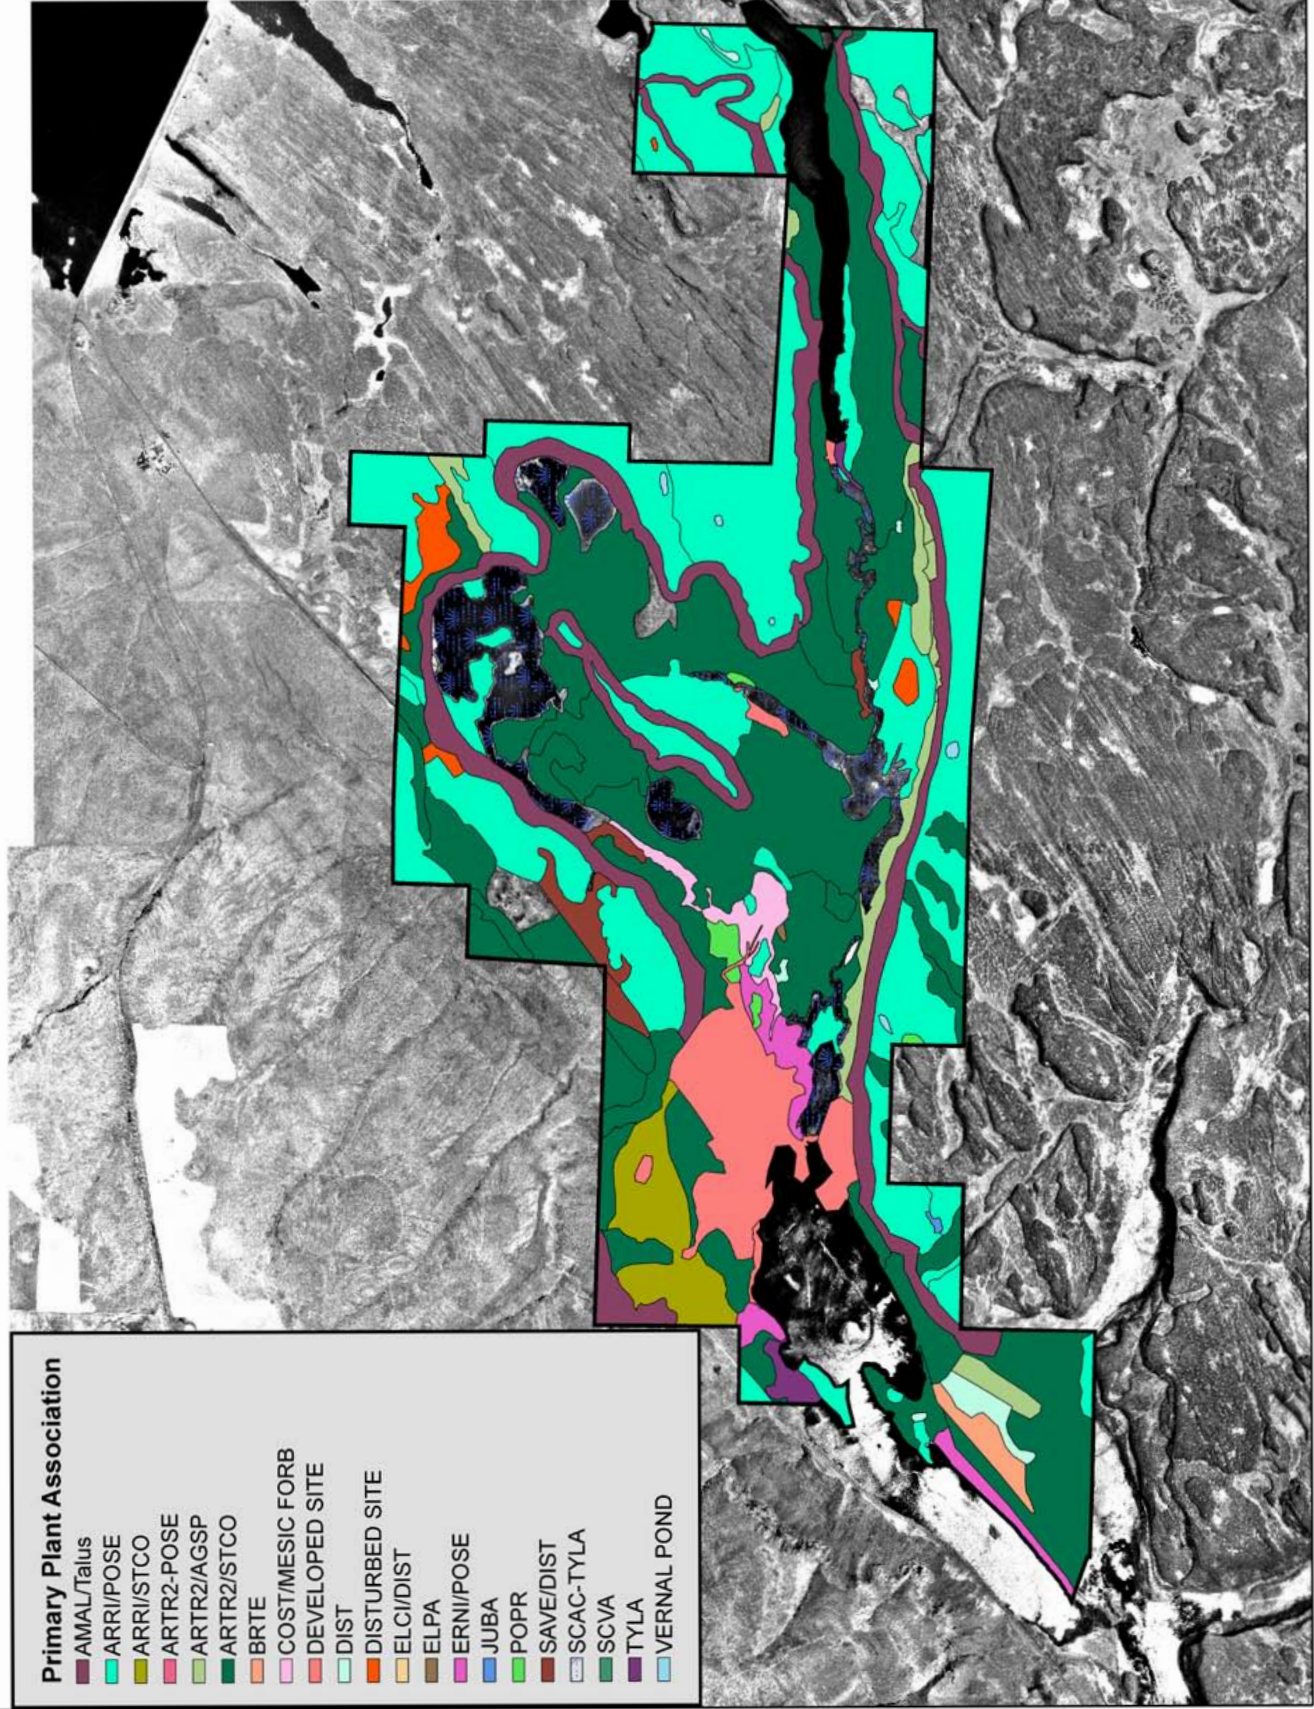 Primary Plant Association
AMAL/Talus
ARRI/POSE
ARRI/STCO
ARTR2-POSE
ARTR2/AGSP
ARTR2/STCO
BRTE
COST/MESIC FORB
DEVELOPED SITE
DIST
DISTURBED SITE
ELCI/DIST
ELPA
ERNI/POSE
JUBA
POPR
SAVE/DIST
SCAC-TYLA
SCVA
TYLA
VERNAL POND